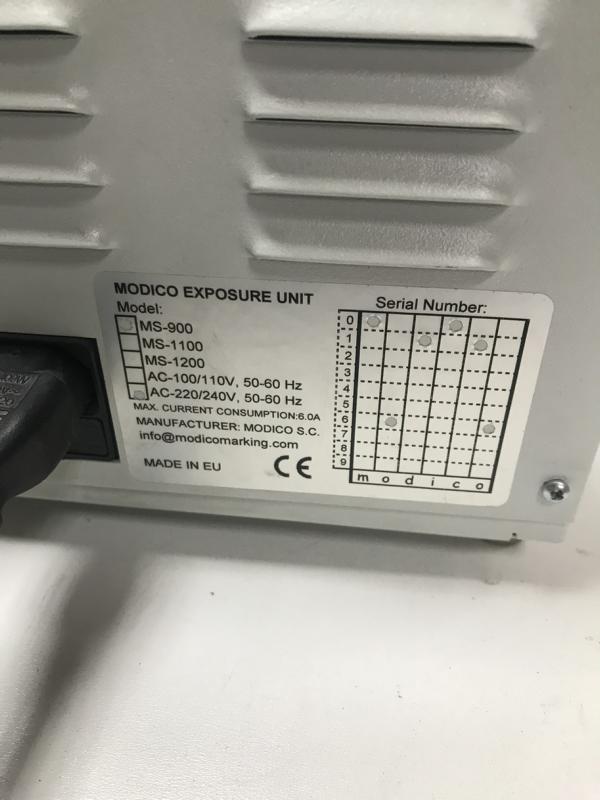 MODICO EXPOSURE UNIT
Model:
MS-900
MS-1100
MS-1200
AC-100/110V, 50-60 Hz
AC-220/240V, 50-60 Hz
MAX. CURRENT CONSUMPTION:6.0A
MANUFACTURER: MODICO S.C.
info@modicomarking.com
MADE IN EU
CE
Serial Number:
0
1
2
3
4
5
6
7
8
9
m o d i c o